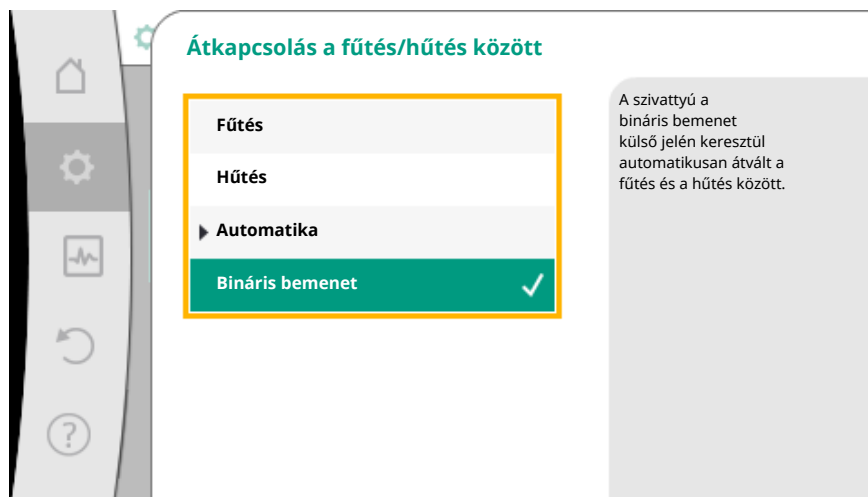 Átkapcsolás a fűtés/hűtés között
Fűtés
Hűtés
Automatika
Bináris bemenet
A szivattyú a
bináris bemenet
külső jelén keresztül
automatikusan átvált a
fűtés és a hűtés között.
?